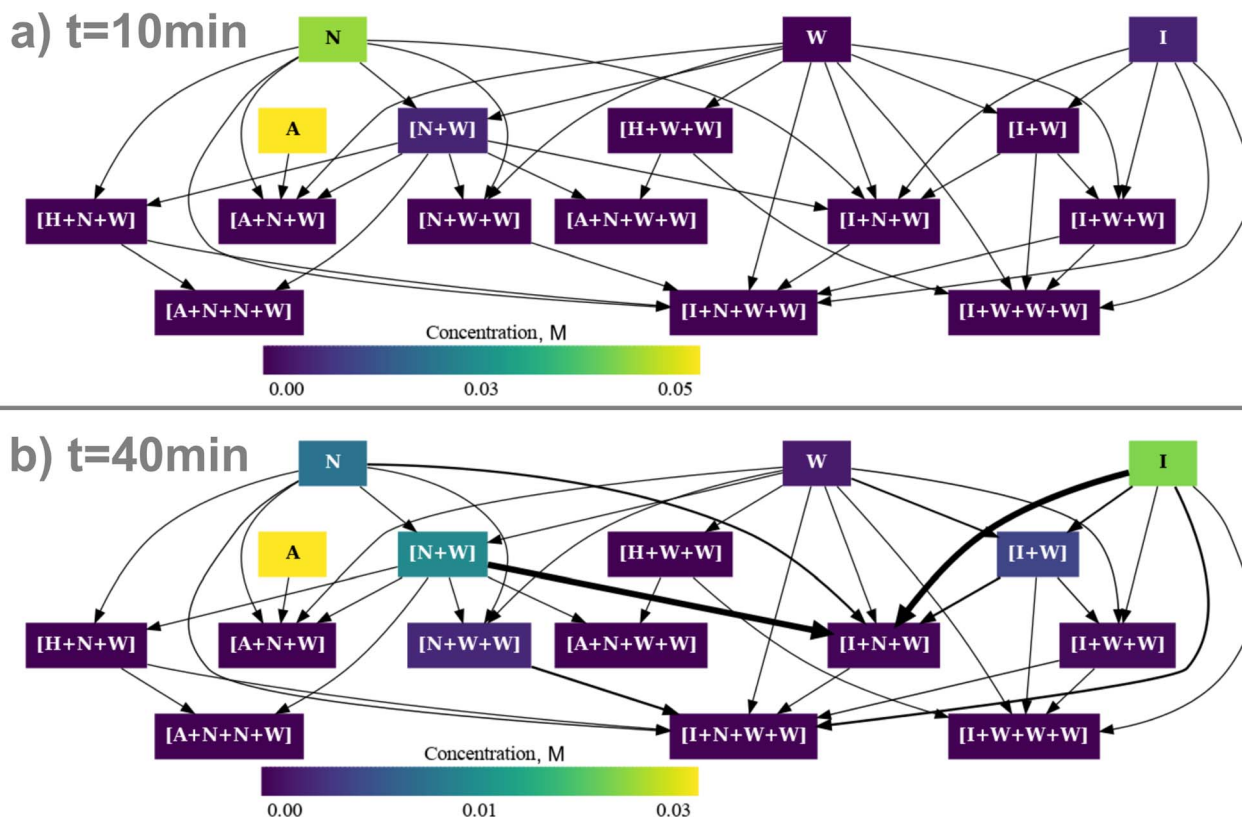 a) t=10min
N W I
A [N+W] [H+W+W] [I+W]
[H+N+W] [A+N+W] [N+W+W] [A+N+W+W] [I+N+W] [I+W+W]
[A+N+N+W] [I+N+W+W] [I+W+W+W]
Concentration, M
0.00 0.03 0.05
b) t=40min
N W I
A [N+W] [H+W+W] [I+W]
[H+N+W] [A+N+W] [N+W+W] [A+N+W+W] [I+N+W] [I+W+W]
[A+N+N+W] [I+N+W+W] [I+W+W+W]
Concentration, M
0.00 0.01 0.03